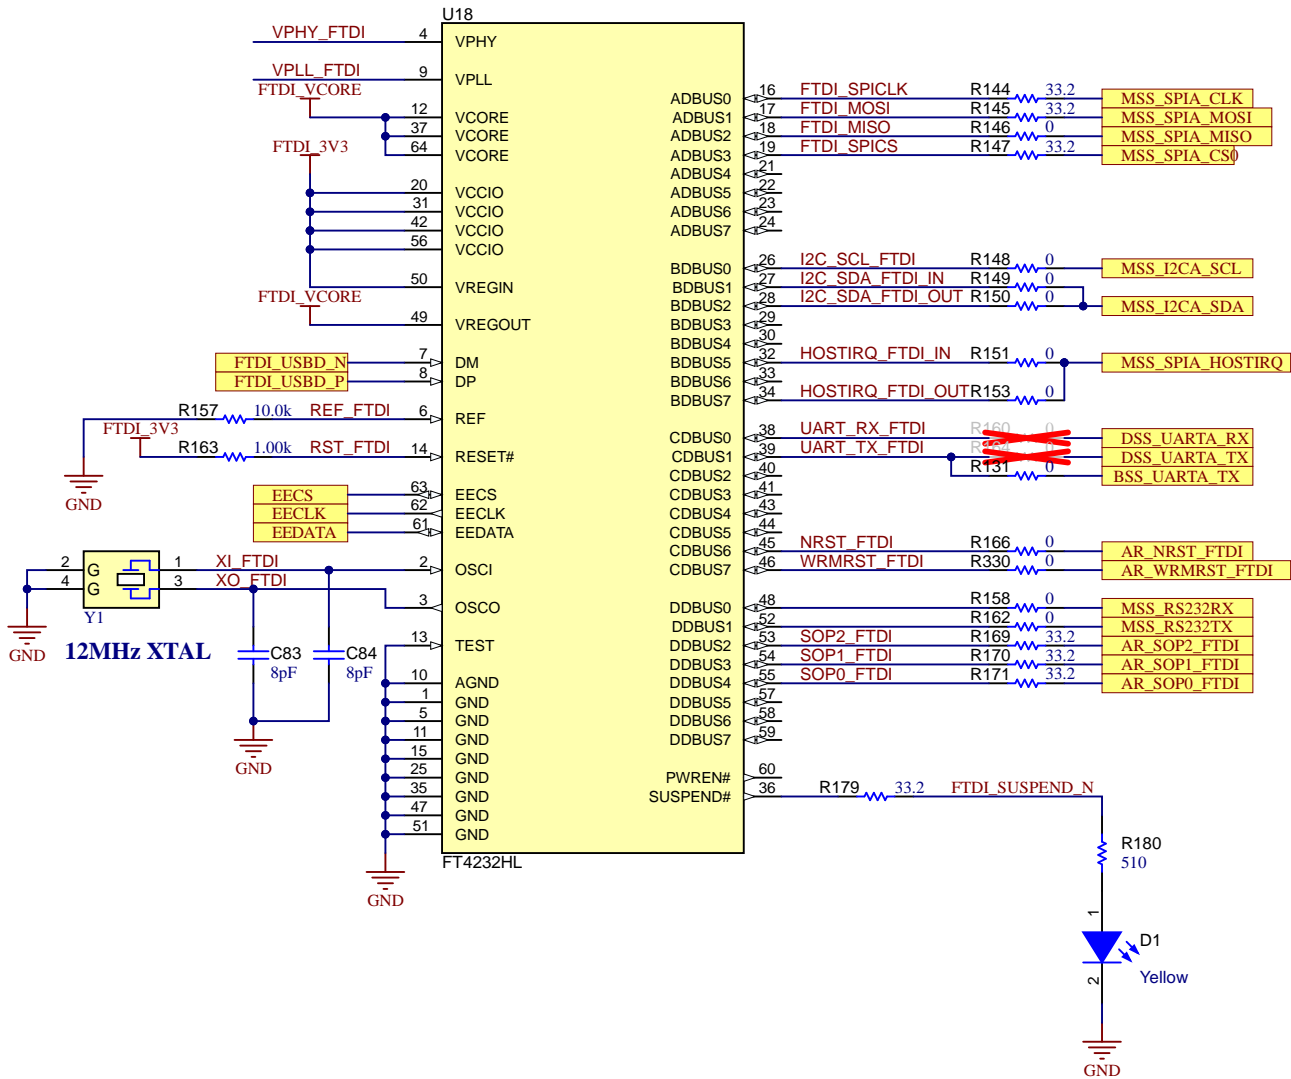 U18
VPHY_FTDI 4 VPHY
VPLL_FTDI 9 VPLL
FTDI_VCORE
12 VCORE
37 VCORE
64 VCORE
FTDI_3V3
20 VCCIO
31 VCCIO
42 VCCIO
56 VCCIO
50 VREGIN
FTDI_VCORE
49 VREGOUT
FTDI_USBD_N 7 DM
FTDI_USBD_P 8 DP
R157 10.0k REF_FTDI 6 REF
FTDI_3V3
R163 1.00k RST_FTDI 14 RESET#
GND
EECS 63 EECS
EECLK 62 EECLK
EEDATA 61 EEDATA
2 G 1 XI_FTDI 2 OSCI
4 G 3 XO_FTDI 3 OSCO
Y1
GND
12MHz XTAL
C83 8pF
C84 8pF
GND
13 TEST
10 AGND
1 GND
5 GND
11 GND
15 GND
25 GND
35 GND
47 GND
51 GND
GND
FT4232HL
ADBUS0 16 FTDI_SPICLK R144 33.2 MSS_SPIA_CLK
ADBUS1 17 FTDI_MOSI R145 33.2 MSS_SPIA_MOSI
ADBUS2 18 FTDI_MISO R146 0 MSS_SPIA_MISO
ADBUS3 19 FTDI_SPICS R147 33.2 MSS_SPIA_CS0
ADBUS4 21
ADBUS5 22
ADBUS6 23
ADBUS7 24
BDBUS0 26 I2C_SCL_FTDI R148 0 MSS_I2CA_SCL
BDBUS1 27 I2C_SDA_FTDI_IN R149 0
BDBUS2 28 I2C_SDA_FTDI_OUT R150 0 MSS_I2CA_SDA
BDBUS3 29
BDBUS4 30
BDBUS5 32 HOSTIRQ_FTDI_IN R151 0 MSS_SPIA_HOSTIRQ
BDBUS6 33
BDBUS7 34 HOSTIRQ_FTDI_OUT R153 0
CDBUS0 38 UART_RX_FTDI R160 0 DSS_UARTA_RX
CDBUS1 39 UART_TX_FTDI DSS_UARTA_TX
CDBUS2 40 R131 0 BSS_UARTA_TX
CDBUS3 41
CDBUS4 43
CDBUS5 44
CDBUS6 45 NRST_FTDI R166 0 AR_NRST_FTDI
CDBUS7 46 WRMRST_FTDI R330 0 AR_WRMRST_FTDI
DDBUS0 48 R158 0 MSS_RS232RX
DDBUS1 52 R162 0 MSS_RS232TX
DDBUS2 53 SOP2_FTDI R169 33.2 AR_SOP2_FTDI
DDBUS3 54 SOP1_FTDI R170 33.2 AR_SOP1_FTDI
DDBUS4 55 SOP0_FTDI R171 33.2 AR_SOP0_FTDI
DDBUS5 57
DDBUS6 58
DDBUS7 59
PWREN# 60
SUSPEND# 36 R179 33.2 FTDI_SUSPEND_N
R180
510
1
D1
Yellow
2
GND